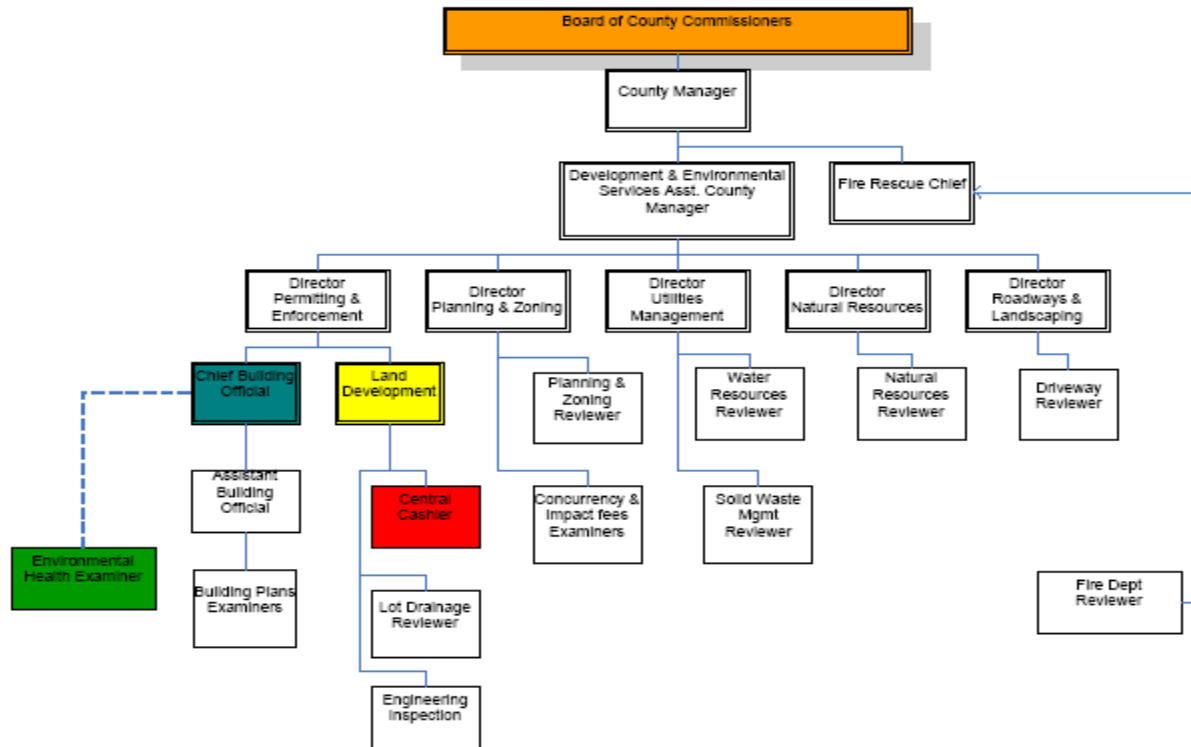 Board of County Commissioners
County Manager
Development & Environmental
Services Asst. County
Manager
Fire Rescue Chief
Director
Permitting &
Enforcement
Director
Planning & Zoning
Director
Utilities
Management
Director
Natural Resources
Director
Roadways &
Landscaping
Chief Building
Official
Land
Development
Planning &
Zoning
Reviewer
Water
Resources
Reviewer
Natural
Resources
Reviewer
Driveway
Reviewer
Assistant
Building
Official
Central
Cashier
Concurrency &
Impact fees
Examiners
Solid Waste
Mgmt
Reviewer
Environmental
Health Examiner
Building Plans
Examiners
Lot Drainage
Reviewer
Fire Dept
Reviewer
Engineering
Inspection